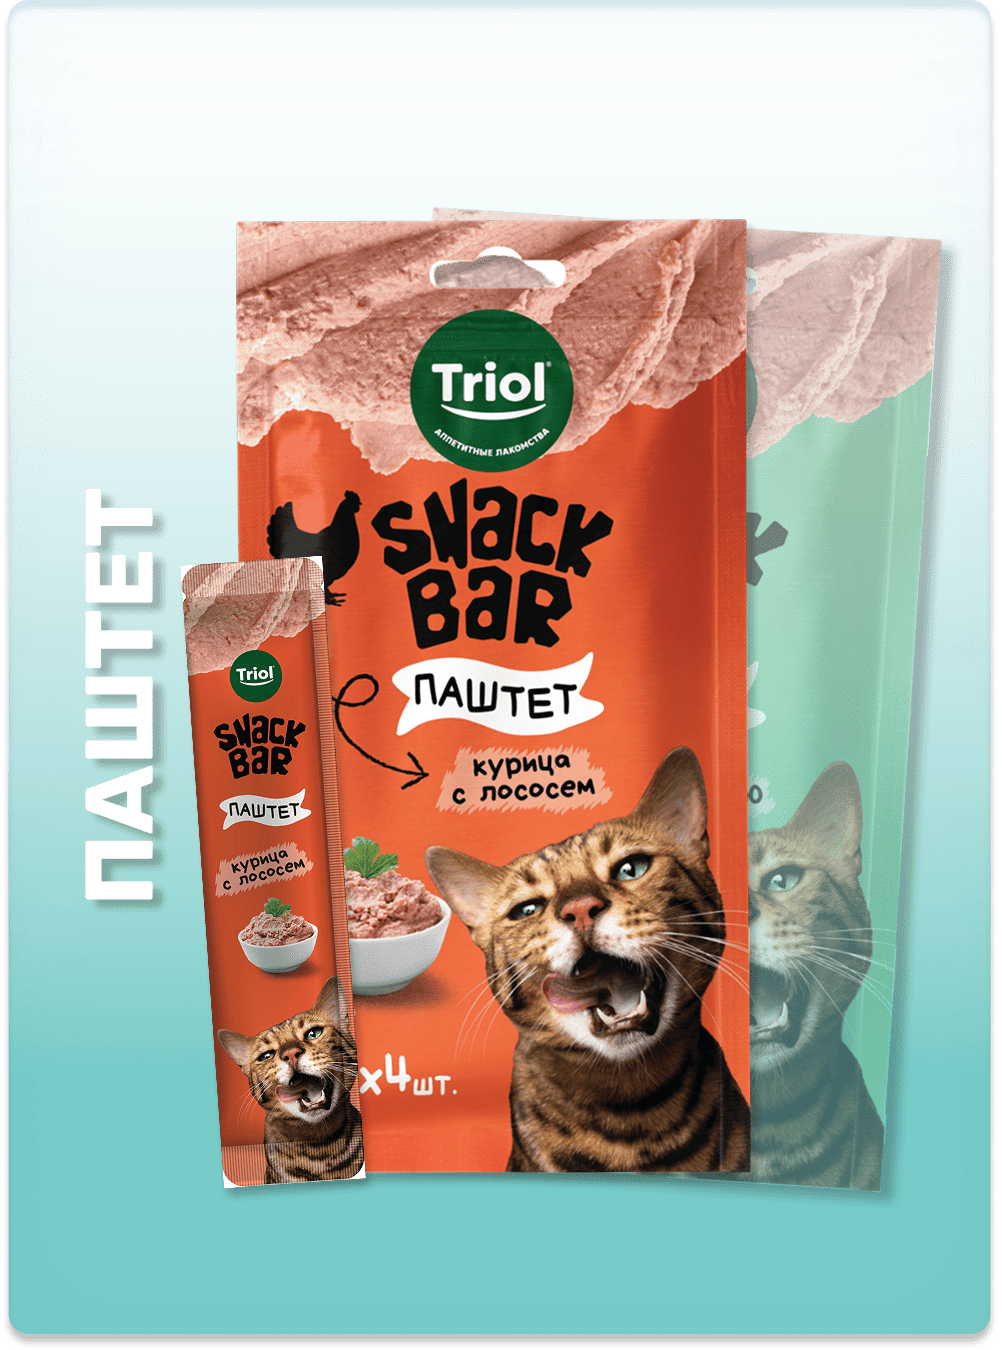 ПАШТЕТ
Triol®
АППЕТИТНЫЕ ЛАКОМСТВА
SNACK
BAR
ПАШТЕТ
курица
с лососем
x4шт.
Triol
SNACK
BAR
ПАШТЕТ
курица
с лососем